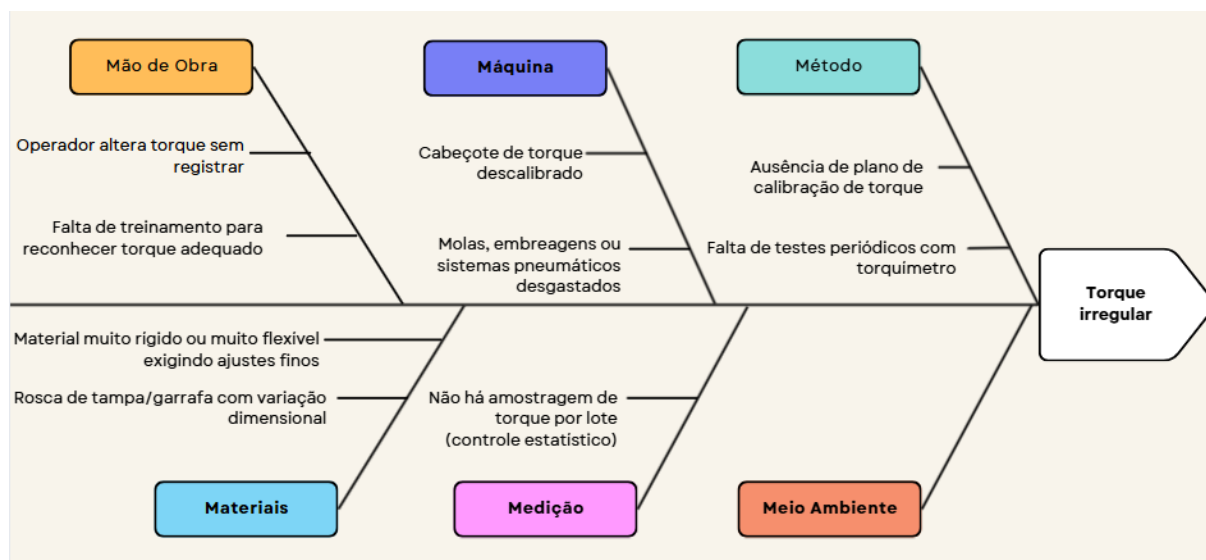 Mão de Obra
Máquina
Método
Operador altera torque sem
registrar
Falta de treinamento para
reconhecer torque adequado
Cabeçote de torque
descalibrado
Molas, embreagens ou
sistemas pneumáticos
desgastados
Ausência de plano de
calibração de torque
Falta de testes periódicos com
torquimetro
Torque
irregular
Material muito rígido ou muito flexível
exigindo ajustes finos
Rosca de tampa/garrafa com variação
dimensional
Não há amostragem de
torque por lote
(controle estatístico)
Materiais
Medição
Meio Ambiente